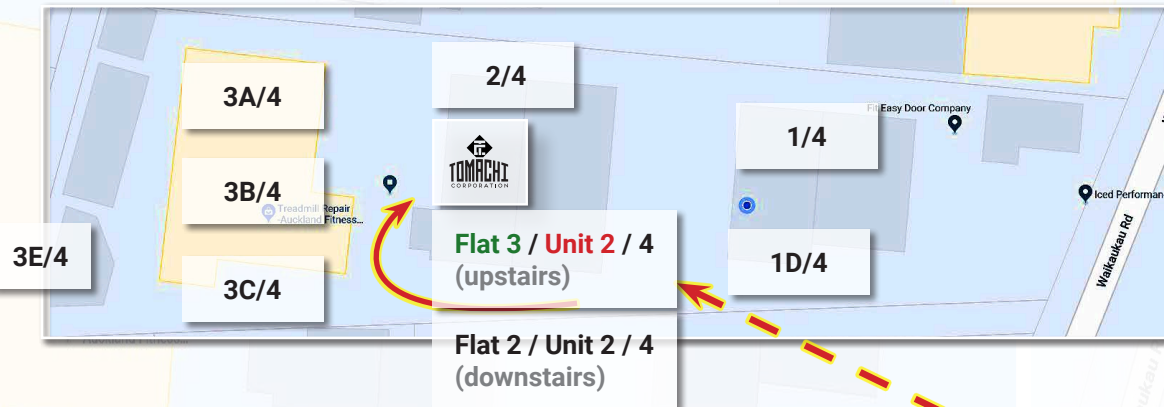 3A/4
2/4
Fit Easy Door Company
1/4
TOMACHI
CORPORATION
3B/4
Treadmill Repair
-Auckland Fitness...
Iced Performan
3E/4
Flat 3 / Unit 2 / 4
(upstairs)
1D/4
Waikaukau Rd
3C/4
Flat 2 / Unit 2 / 4
(downstairs)